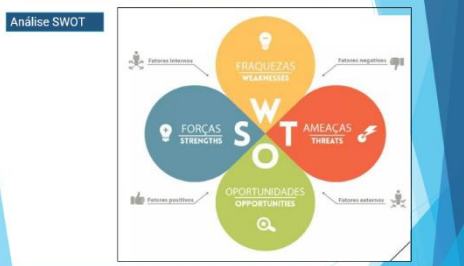 Análise SWOT
Fatores internos
FRAQUEZAS
WEAKNESSES
Fatores negativos
FORÇAS
STRENGTHS
S W O T
AMEAÇAS
THREATS
OPORTUNIDADES
OPPORTUNITIES
Fatores positivos
Fatores externos